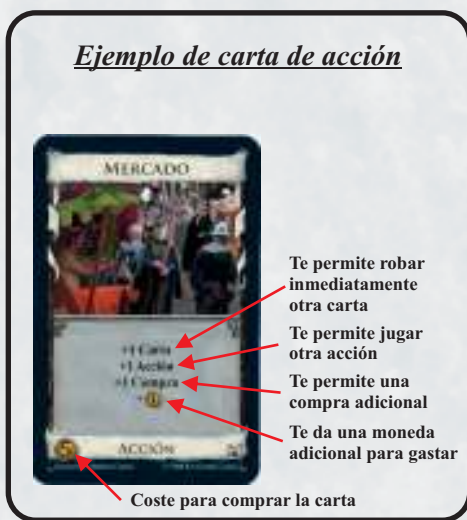 Ejemplo de carta de acción
MERCADO
Te permite robar
inmediatamente
otra carta
+1 Carta
Te permite jugar
otra acción
+1 Acción
Te permite una
compra adicional
+1 Compra
Te da una moneda
adicional para gastar
+1
ACCIÓN
5
Coste para comprar la carta